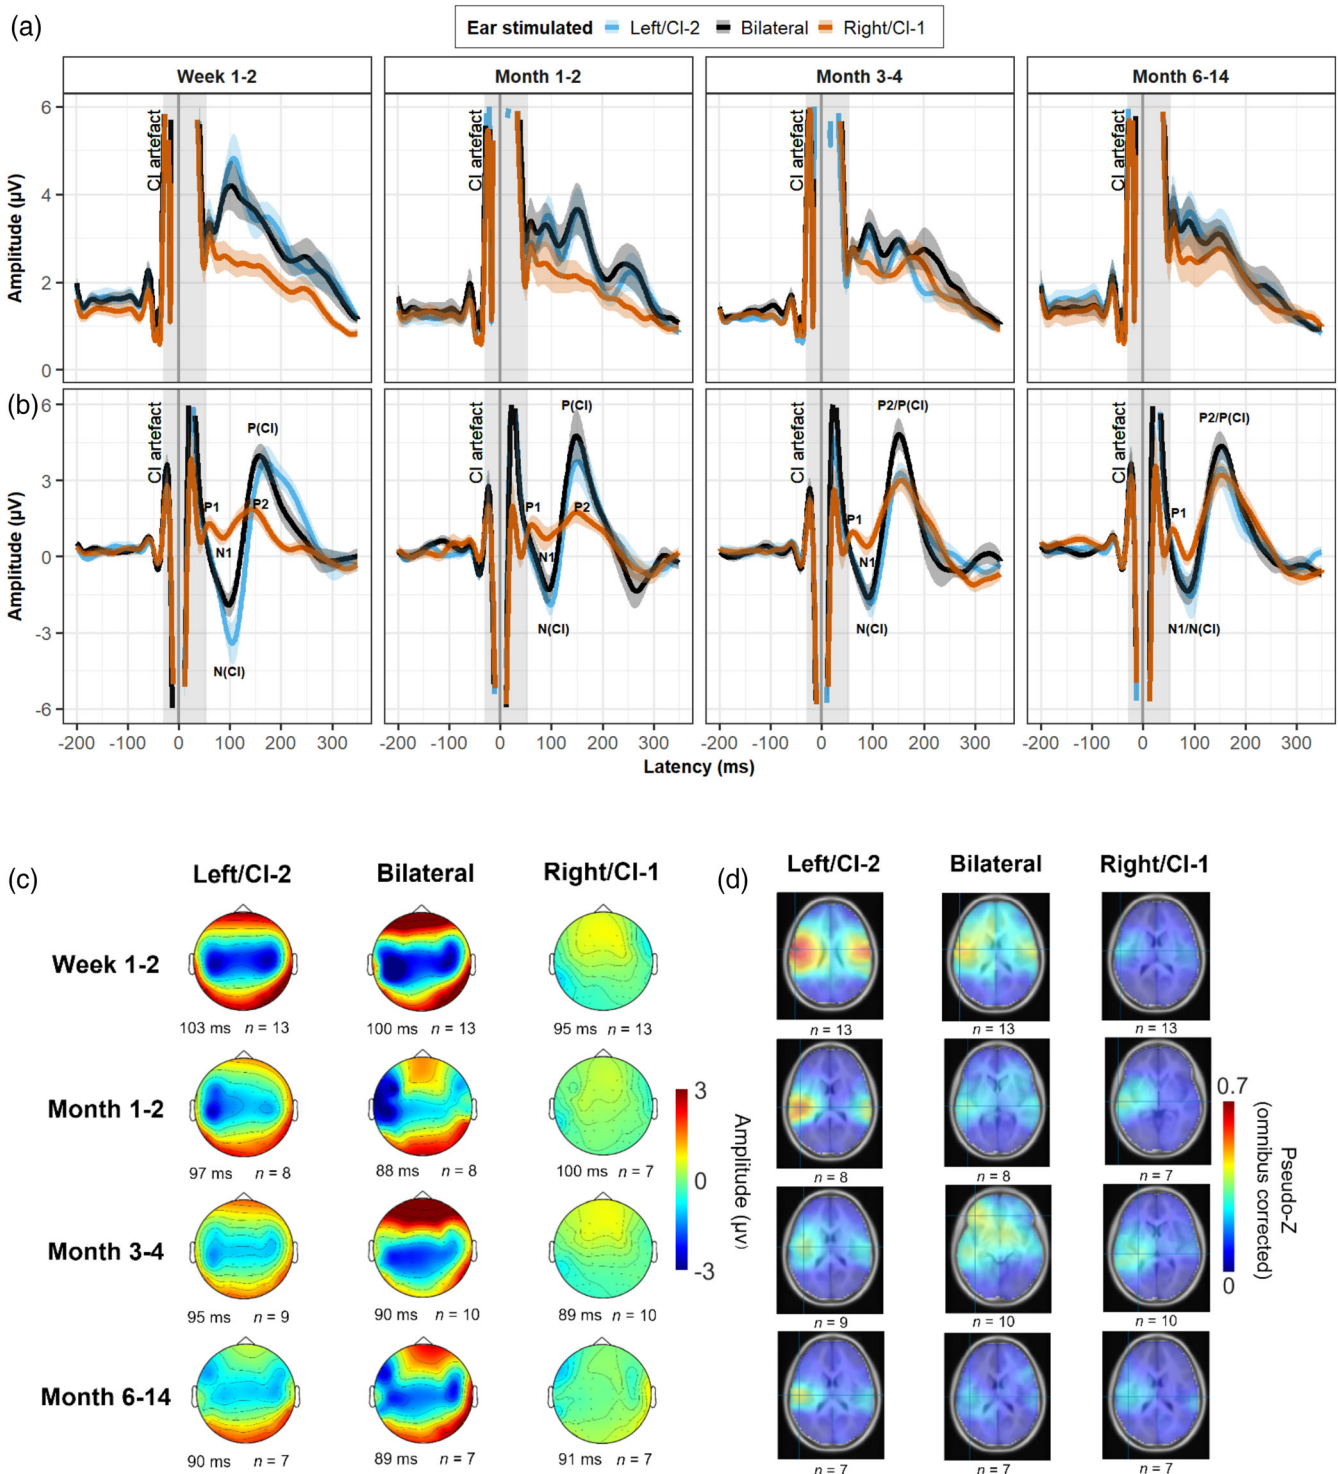 (a)
Ear stimulated Left/CI-2 Bilateral Right/CI-1
Week 1-2 Month 1-2 Month 3-4 Month 6-14
Amplitude (µV)
6
4
2
0
CI artefact CI artefact CI artefact CI artefact
(b)
Amplitude (µV)
6
3
0
-3
-6
CI artefact P(CI) P1 P2 N1 N(CI)
CI artefact P(CI) P1 P2 N1 N(CI)
CI artefact P2/P(CI) P1 N1 N(CI)
CI artefact P2/P(CI) P1 N1/N(CI)
-200 -100 0 100 200 300 -200 -100 0 100 200 300 -200 -100 0 100 200 300 -200 -100 0 100 200 300
Latency (ms)
(c)
Left/CI-2 Bilateral Right/CI-1
Week 1-2
103 ms n = 13 100 ms n = 13 95 ms n = 13
Month 1-2
97 ms n = 8 88 ms n = 8 100 ms n = 7
Month 3-4
95 ms n = 9 90 ms n = 10 89 ms n = 10
Month 6-14
90 ms n = 7 89 ms n = 7 91 ms n = 7
3
0
-3
Amplitude (µV)
(d)
Left/CI-2 Bilateral Right/CI-1
n = 13 n = 13 n = 13
n = 8 n = 8 n = 7
n = 9 n = 10 n = 10
n = 7 n = 7 n = 7
0.7
0
Pseudo-Z
(omnibus corrected)